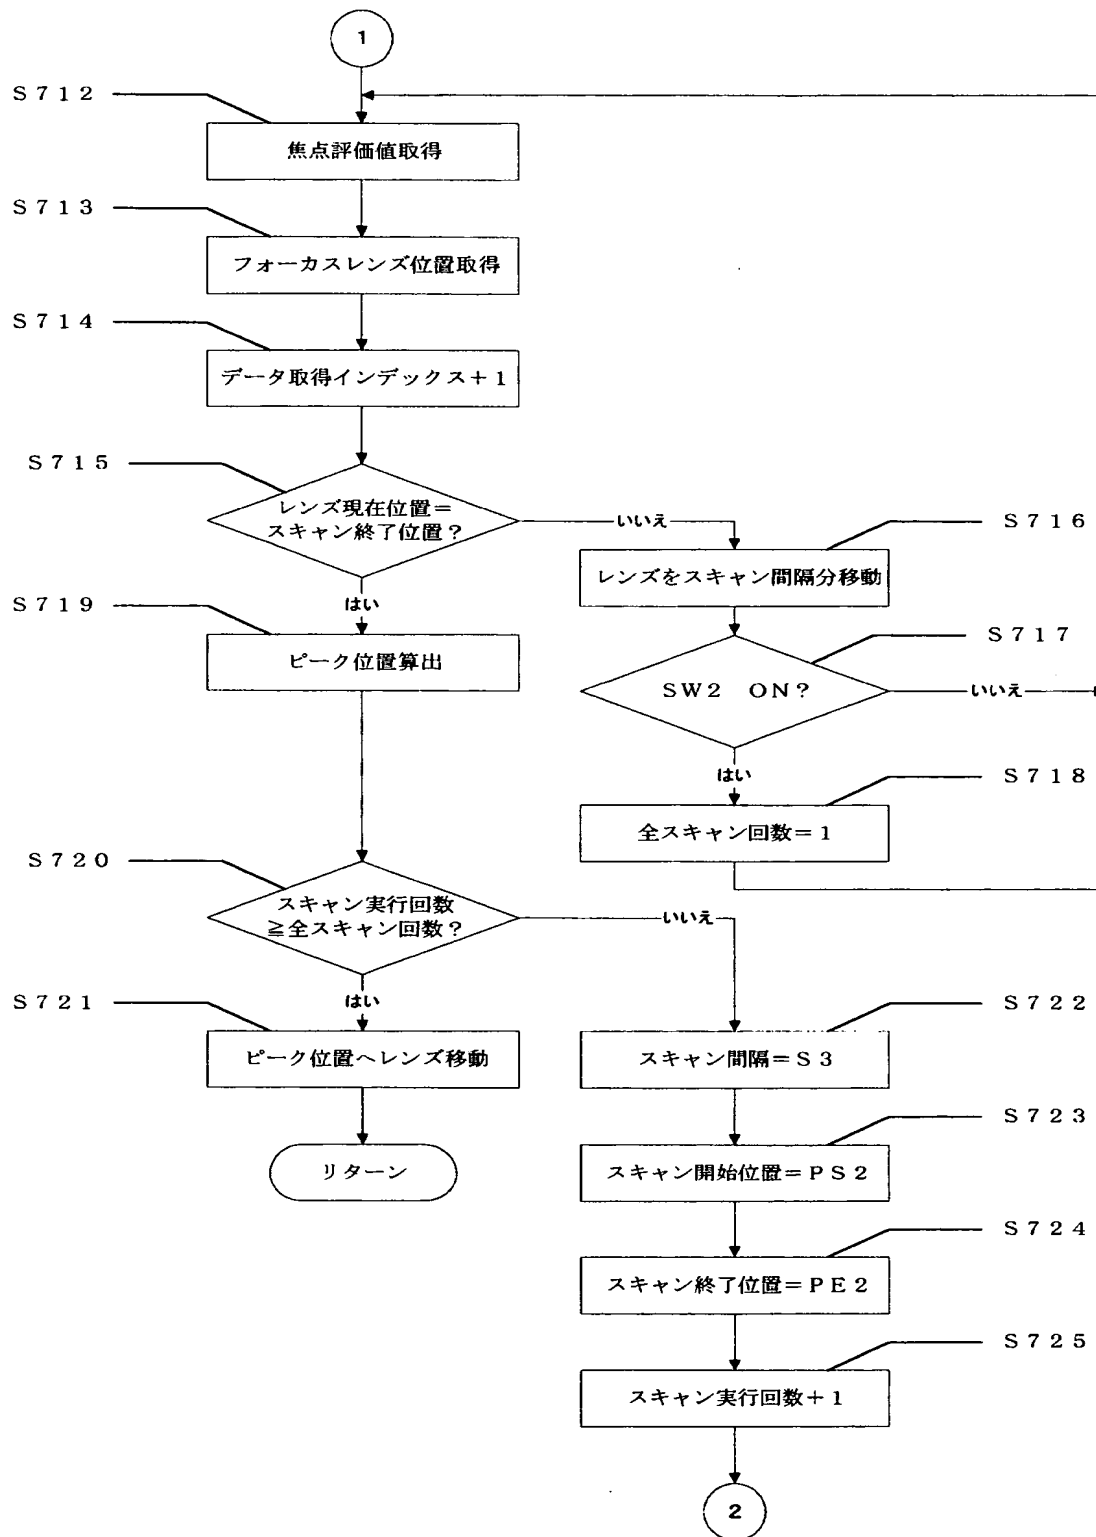 1
S712
焦点評価値取得
S713
フォーカスレンズ位置取得
S714
データ取得インデックス+1
S715
レンズ現在位置=
スキャン終了位置?
いいえ
S716
レンズをスキャン間隔分移動
はい
S717
SW2 ON?
いいえ
はい
S718
全スキャン回数=1
S719
ピーク位置算出
S720
スキャン実行回数
≧全スキャン回数?
いいえ
はい
S721
ピーク位置へレンズ移動
リターン
S722
スキャン間隔=S3
S723
スキャン開始位置=PS2
S724
スキャン終了位置=PE2
S725
スキャン実行回数+1
2